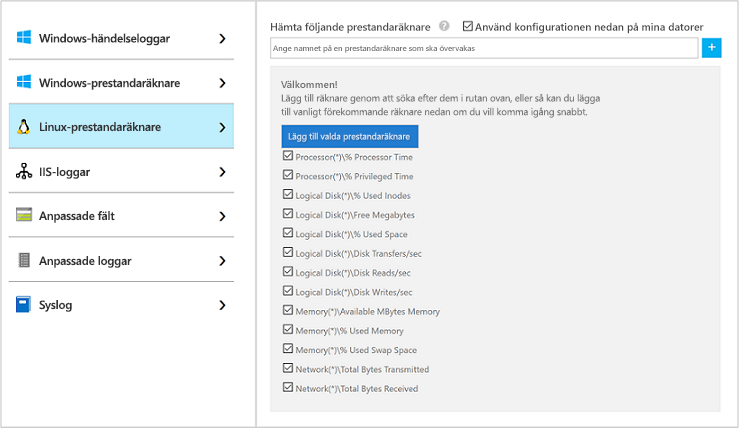 Windows-händelseloggar
Windows-prestandaräknare
Linux-prestandaräknare
IIS-loggar
Anpassade fält
Anpassade loggar
Syslog
Hämta följande prestandaräknare ? Använd konfigurationen nedan på mina datorer
Ange namnet på en prestandaräknare som ska övervakas
Välkommen!
Lägg till räknare genom att söka efter dem i rutan ovan, eller så kan du lägga
till vanligt förekommande räknare nedan om du vill komma igång snabbt.
Lägg till valda prestandaräknare
Processor(*)\% Processor Time
Processor(*)\% Privileged Time
Logical Disk(*)\% Used Inodes
Logical Disk(*)\Free Megabytes
Logical Disk(*)\% Used Space
Logical Disk(*)\Disk Transfers/sec
Logical Disk(*)\Disk Reads/sec
Logical Disk(*)\Disk Writes/sec
Memory(*)\Available MBytes Memory
Memory(*)\% Used Memory
Memory(*)\% Used Swap Space
Network(*)\Total Bytes Transmitted
Network(*)\Total Bytes Received